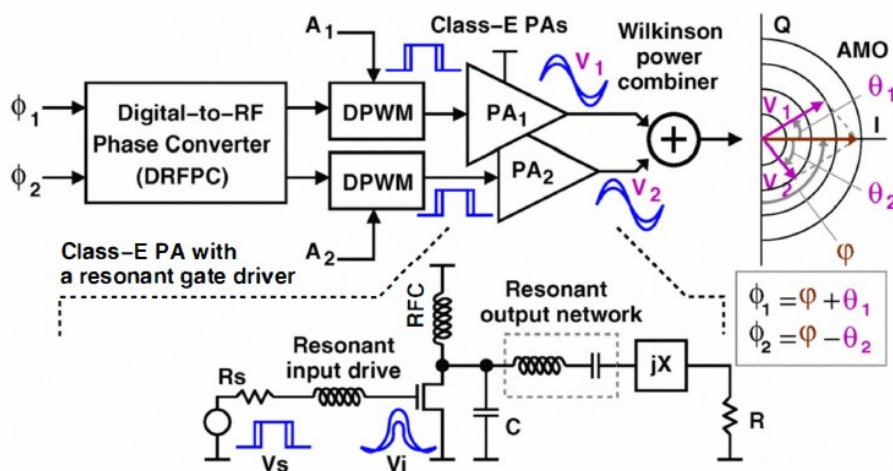 A1
Class–E PAs
Wilkinson
power
combiner
Q
AMO
ϕ1
Digital–to–RF
Phase Converter
(DRFPC)
DPWM
PA1
V1
+
V1
θ1
I
ϕ2
DPWM
PA2
V2
V2
θ2
A2
φ
Class–E PA with
a resonant gate driver
RFC
Resonant
output network
ϕ1 = φ + θ1
ϕ2 = φ – θ2
Resonant
input drive
Rs
jX
C
R
Vs
Vi